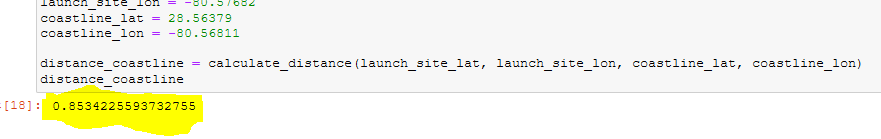 launch_site_lon = -80.57682
coastline_lat = 28.56379
coastline_lon = -80.56811
distance_coastline = calculate_distance(launch_site_lat, launch_site_lon, coastline_lat, coastline_lon)
distance_coastline
[18]: 0.8534225593732755